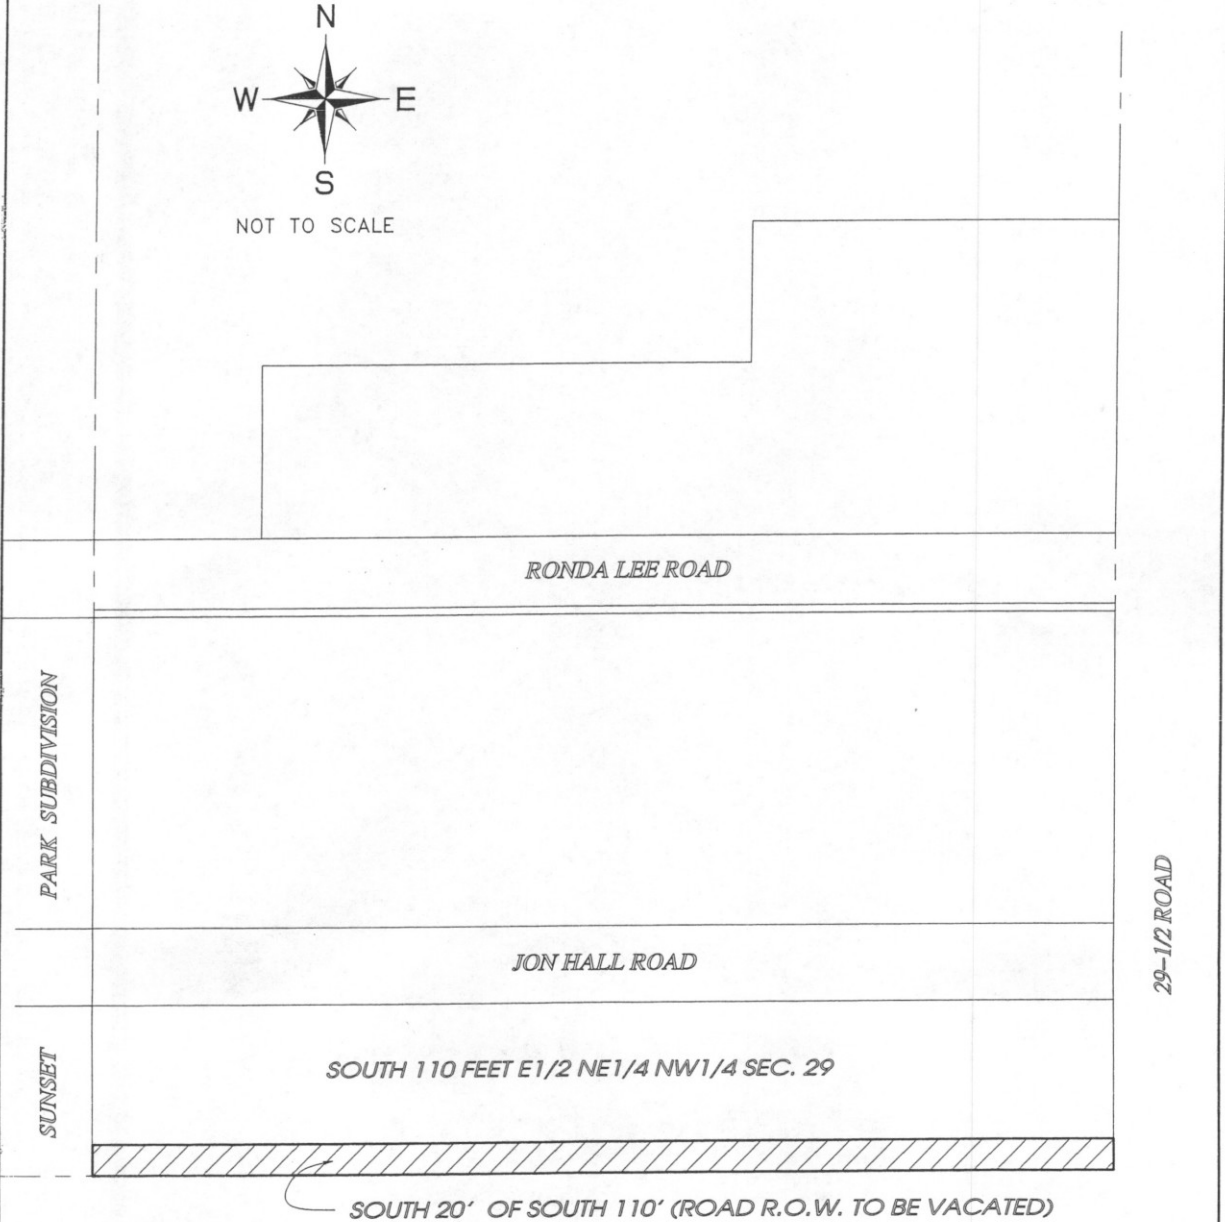 N
W E
S
NOT TO SCALE
RONDA LEE ROAD
PARK SUBDIVISION
29-1/2 ROAD
JON HALL ROAD
SUNSET
SOUTH 110 FEET E1/2 NE1/4 NW1/4 SEC. 29
SOUTH 20' OF SOUTH 110' (ROAD R.O.W. TO BE VACATED)